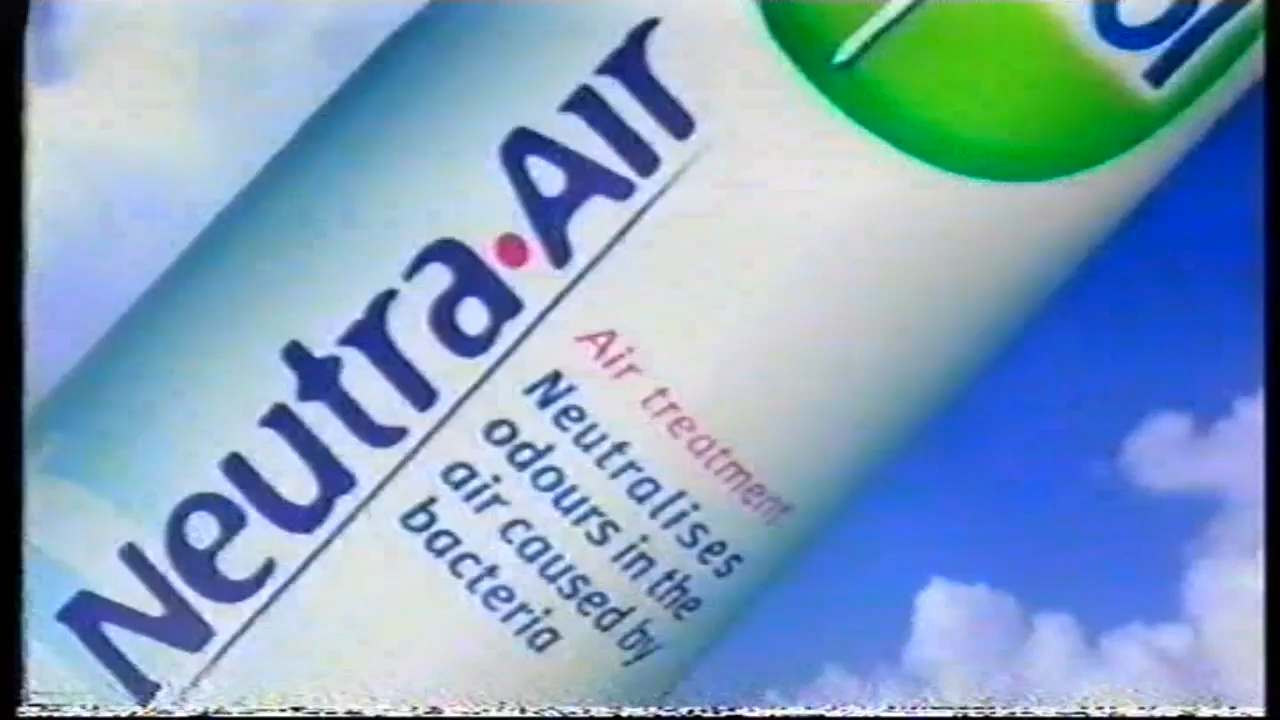 Neutra•Air
Air treatment
Neutralises
odours in the
air caused by
bacteria